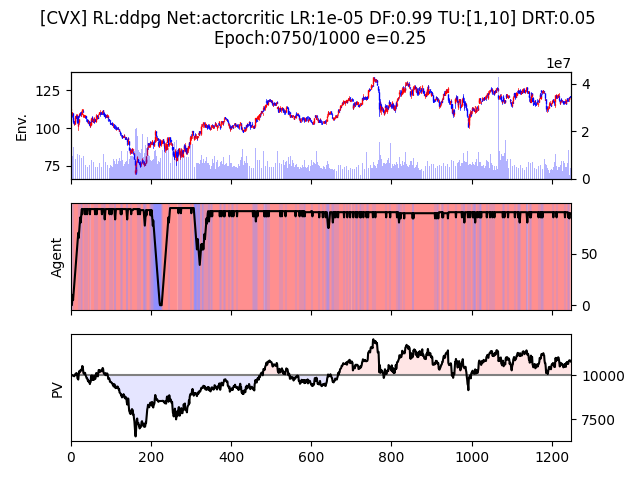 [CVX] RL:ddpg Net:actorcritic LR:1e-05 DF:0.99 TU:[1,10] DRT:0.05
Epoch:0750/1000 e=0.25
1e7
125
100
75
Env.
4
2
0
Agent
50
0
PV
10000
7500
0 200 400 600 800 1000 1200